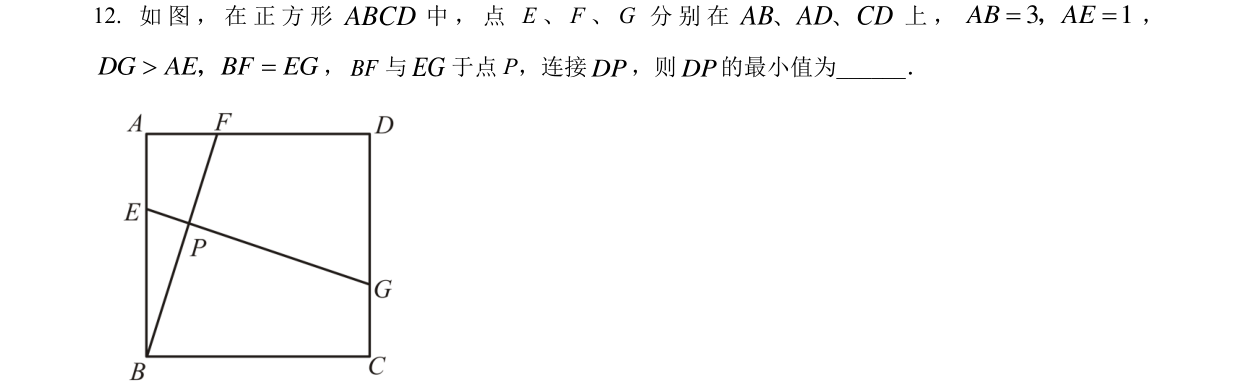 12. 如图，在正方形 ABCD 中，点 E、F、G 分别在 AB、AD、CD 上，AB = 3，AE = 1，
DG > AE，BF = EG，BF 与 EG 于点 P，连接 DP，则 DP 的最小值为______.
A F D
E
P
G
B C